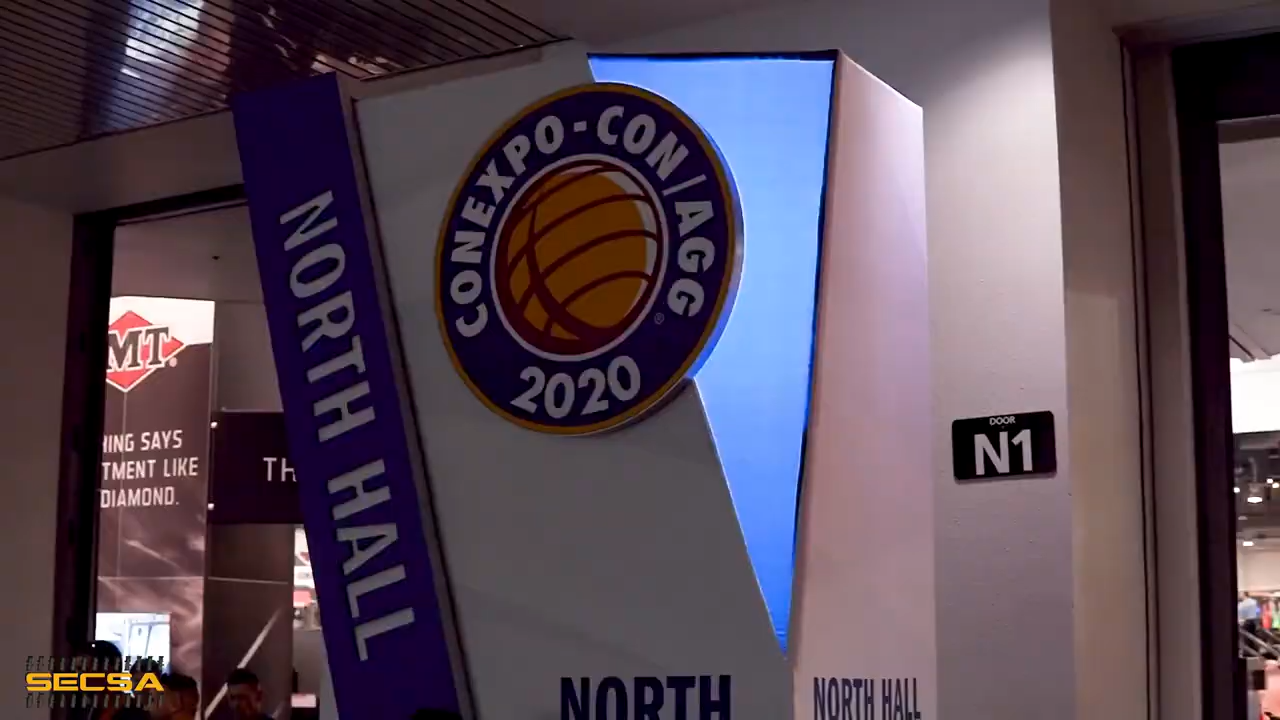 CONEXPO-CON/AGG
®
2020
NORTH HALL
MT®
RING SAYS
TMENT LIKE
DIAMOND.
TH
DOOR
N1
NORTH
NORTH HALL
SECSA